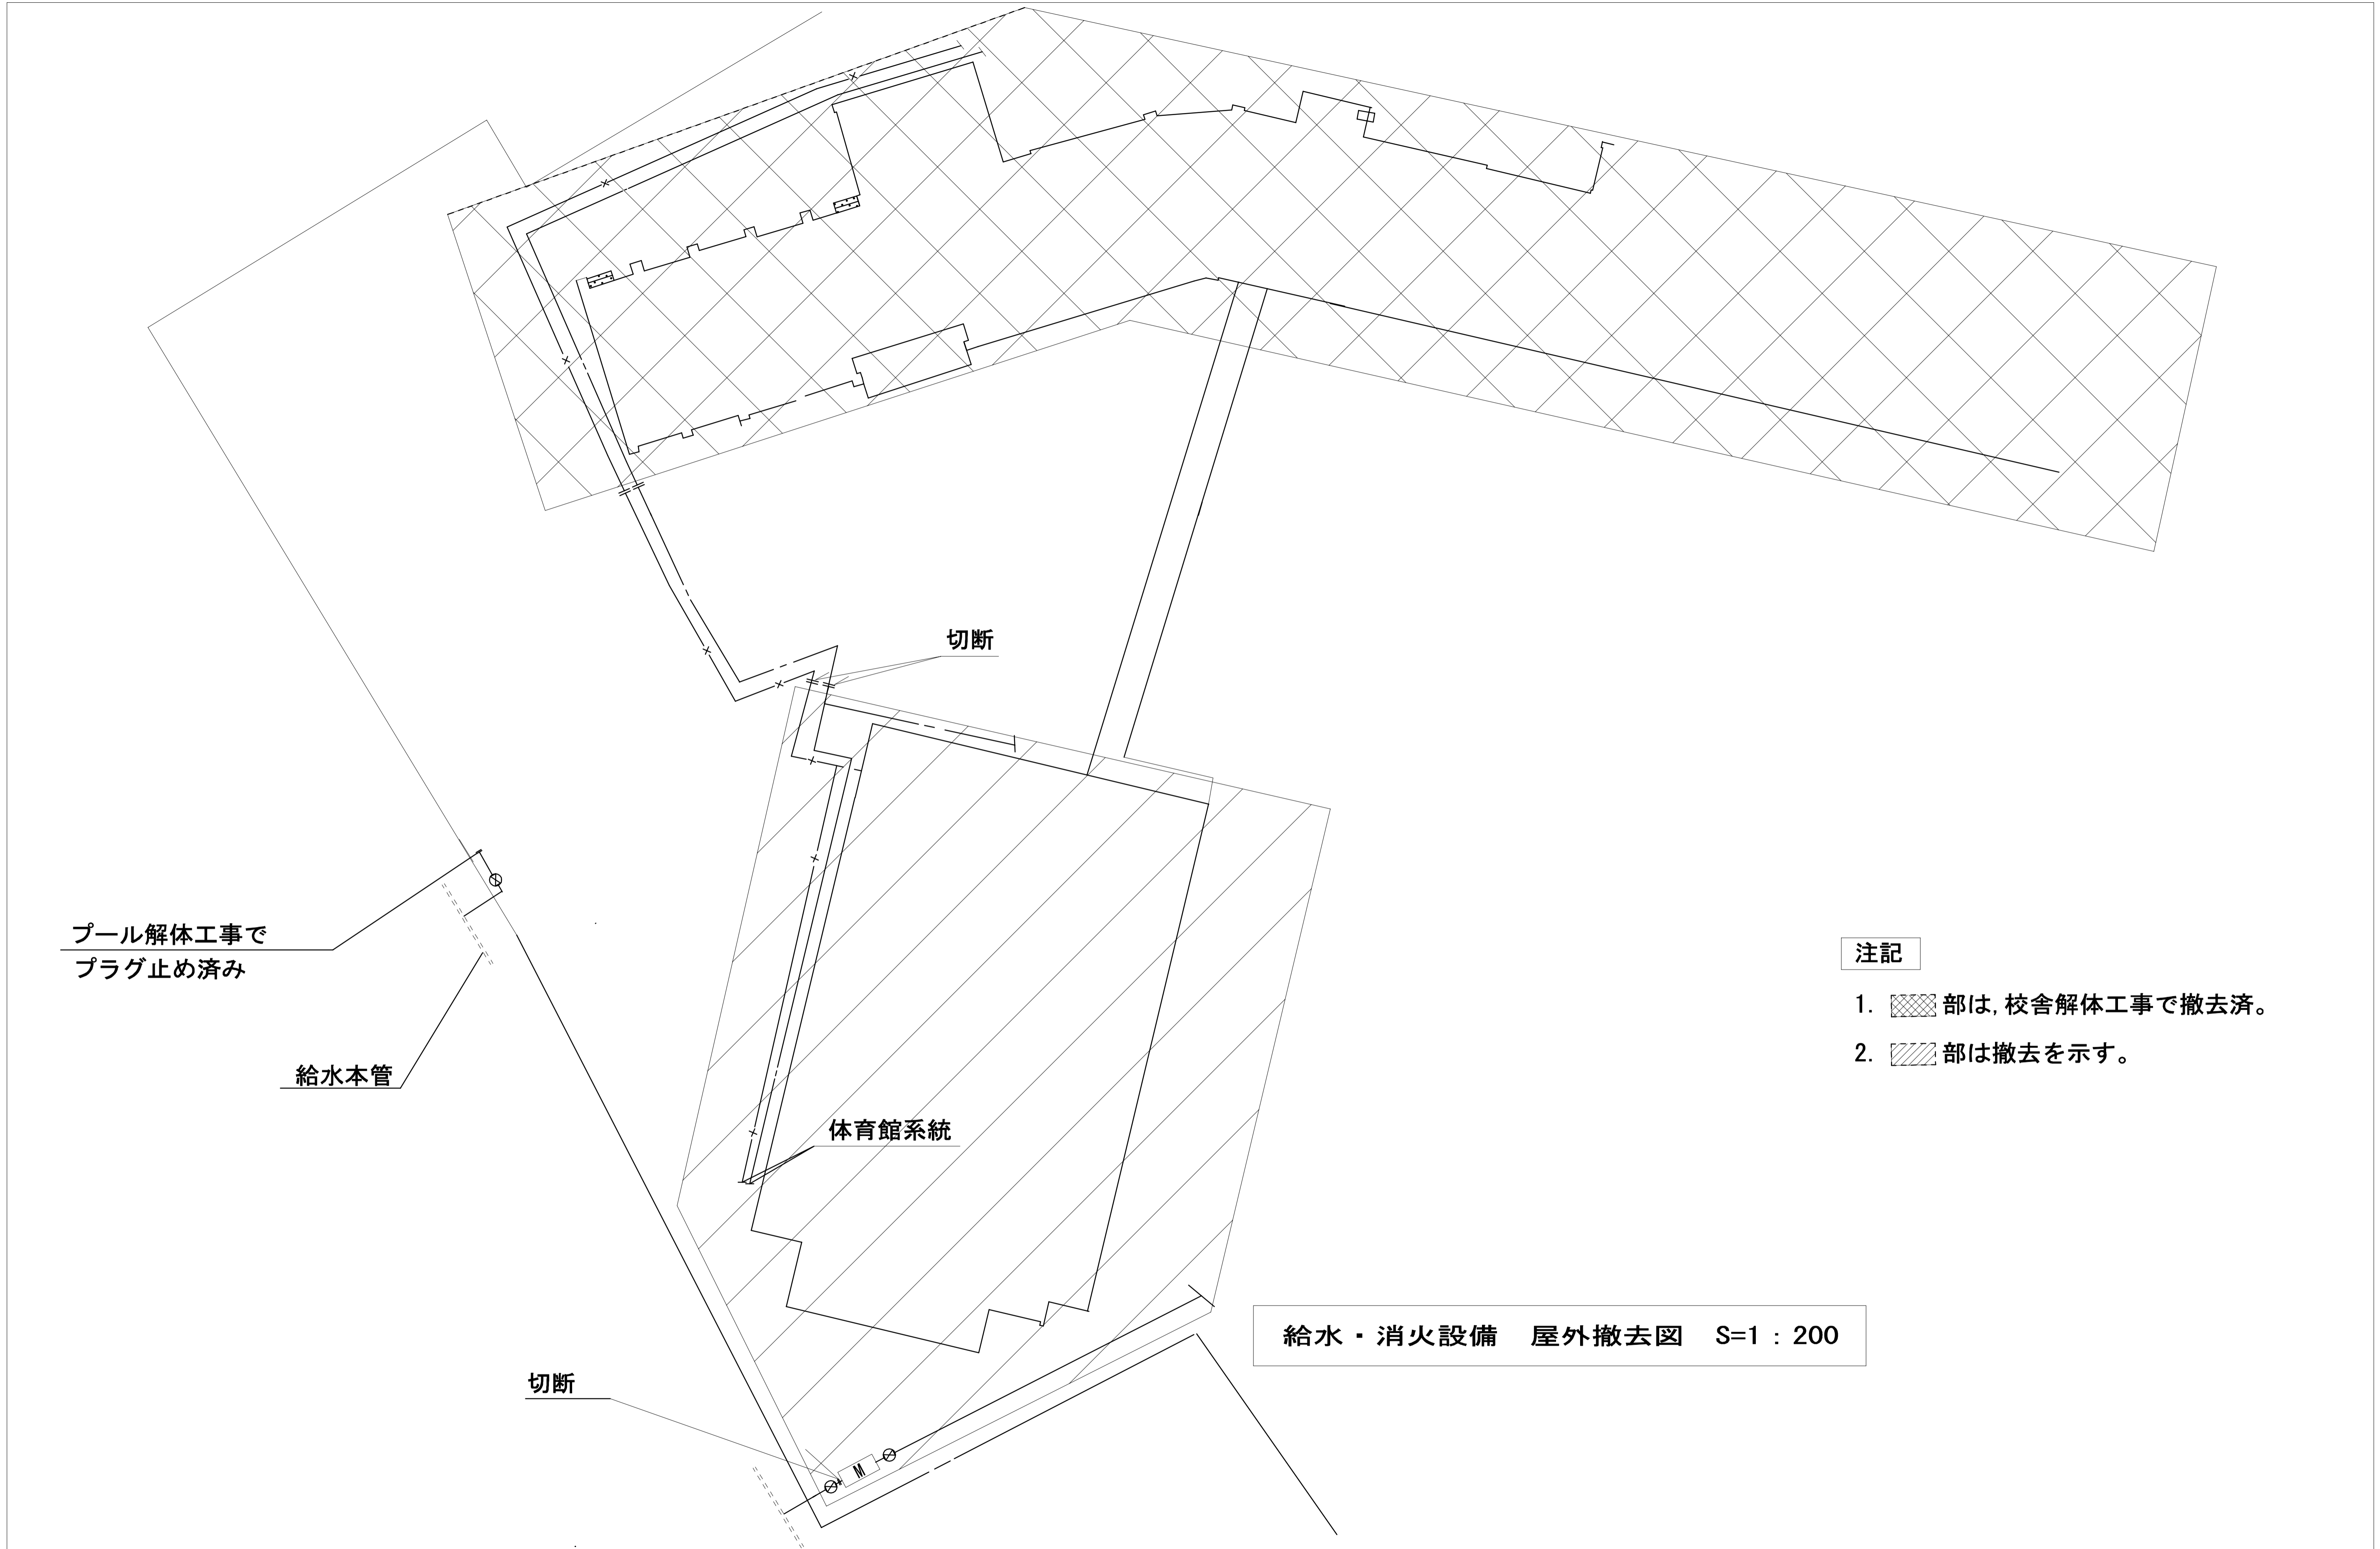 切断
プール解体工事で
プラグ止め済み
給水本管
注記
1. 部は,校舎解体工事で撤去済。
2. 部は撤去を示す。
体育館系統
給水・消火設備　屋外撤去図　S=1：200
切断
M